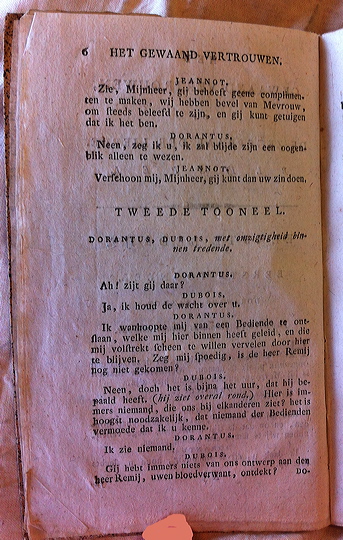 6 HET GEWAAND VERTROUWEN,
JEANNOT.
Zie, Mijnheer, gij behoeft geene complimen-
ten te maken, wij hebben bevel van Mevrouw,
om steeds beleefd te zijn, en gij kunt getuigen
dat ik het ben.
DORANTUS.
Neen, zeg ik u, ik zal blijde zijn een oogen-
blik alleen te wezen.
JEANNOT.
Verschoon mij, Mijnheer, gij kunt dan uw zin doen.
TWEEDE TOONEEL.
DORANTUS, DUBOIS, met omzigtigheid bin-
nen tredende.
DORANTUS.
Ah! zijt gij daar?
DUBOIS.
Ja, ik houd de wacht over u.
DORANTUS.
Ik wanhoopte mij van een Bediende te ont-
slaan, welke mij hier binnen heeft geleid, en die
mij volstrekt scheen te willen vervelen door hier
te blijven. Zeg mij spoedig, is de heer Remij
nog niet gekomen?
DUBOIS.
Neen, doch het is bijna het uur, dat hij be-
paald heeft. (hij ziet overal rond.) Hier is im-
mers niemand, die ons bij elkanderen ziet? het is
hoogst noodzakelijk, dat niemand der Bedienden
vermoede dat ik u kenne.
DORANTUS.
Ik zie niemand.
DUBOIS.
Gij hebt immers niets van ons ontwerp aan den
heer Remij, uwen bloedverwant, ontdekt?
Do-